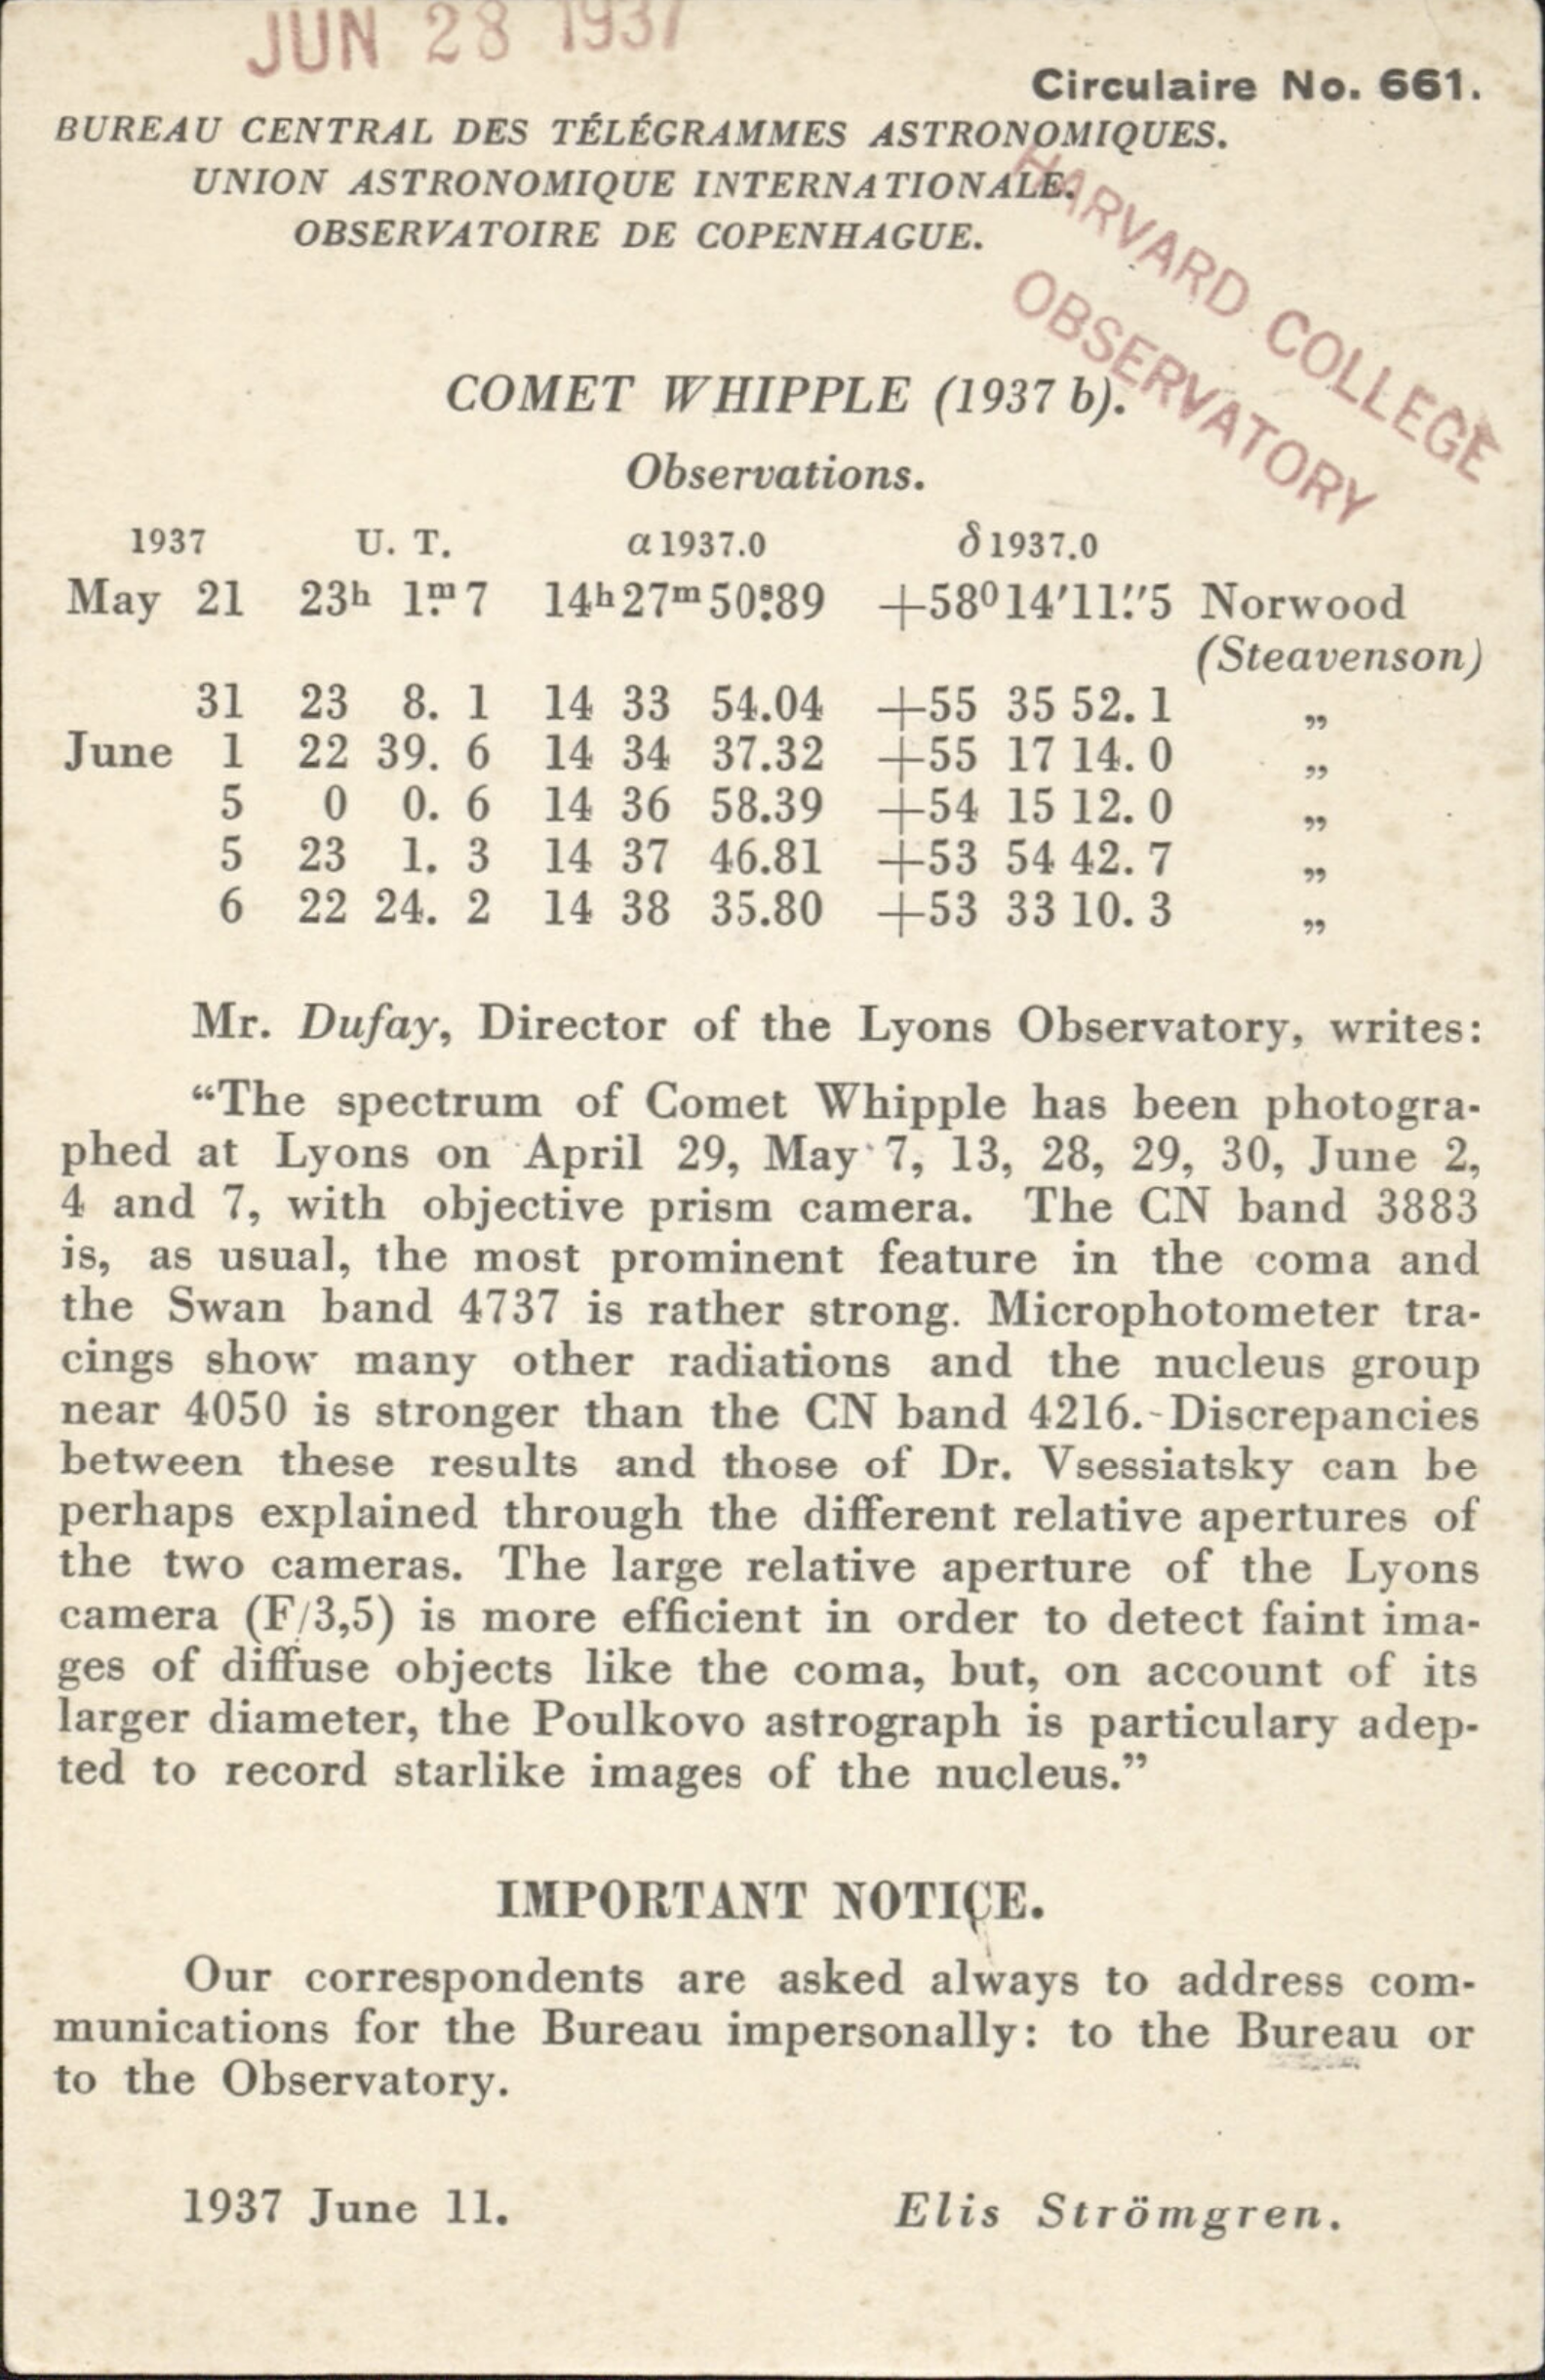 JUN 28 1937
Circulaire No. 661.
BUREAU CENTRAL DES TÉLÉGRAMMES ASTRONOMIQUES.
UNION ASTRONOMIQUE INTERNATIONALE.
OBSERVATOIRE DE COPENHAGUE.
HARVARD COLLEGE
OBSERVATORY
COMET WHIPPLE (1937 b).
Observations.
1937 U. T. α 1937.0 δ 1937.0
May 21 23h 1m.7 14h 27m 50s.89 +58° 14′ 11″.5 Norwood
(Steavenson)
31 23 8. 1 14 33 54.04 +55 35 52. 1 „
June 1 22 39. 6 14 34 37.32 +55 17 14. 0 „
5 0 0. 6 14 36 58.39 +54 15 12. 0 „
5 23 1. 3 14 37 46.81 +53 54 42. 7 „
6 22 24. 2 14 38 35.80 +53 33 10. 3 „
Mr. Dufay, Director of the Lyons Observatory, writes:
“The spectrum of Comet Whipple has been photogra-
phed at Lyons on April 29, May 7, 13, 28, 29, 30, June 2,
4 and 7, with objective prism camera. The CN band 3883
is, as usual, the most prominent feature in the coma and
the Swan band 4737 is rather strong. Microphotometer tra-
cings show many other radiations and the nucleus group
near 4050 is stronger than the CN band 4216.-Discrepancies
between these results and those of Dr. Vsessiatsky can be
perhaps explained through the different relative apertures of
the two cameras. The large relative aperture of the Lyons
camera (F/3,5) is more efficient in order to detect faint ima-
ges of diffuse objects like the coma, but, on account of its
larger diameter, the Poulkovo astrograph is particulary adep-
ted to record starlike images of the nucleus.”
IMPORTANT NOTICE.
Our correspondents are asked always to address com-
munications for the Bureau impersonally: to the Bureau or
to the Observatory.
1937 June 11. Elis Strömgren.